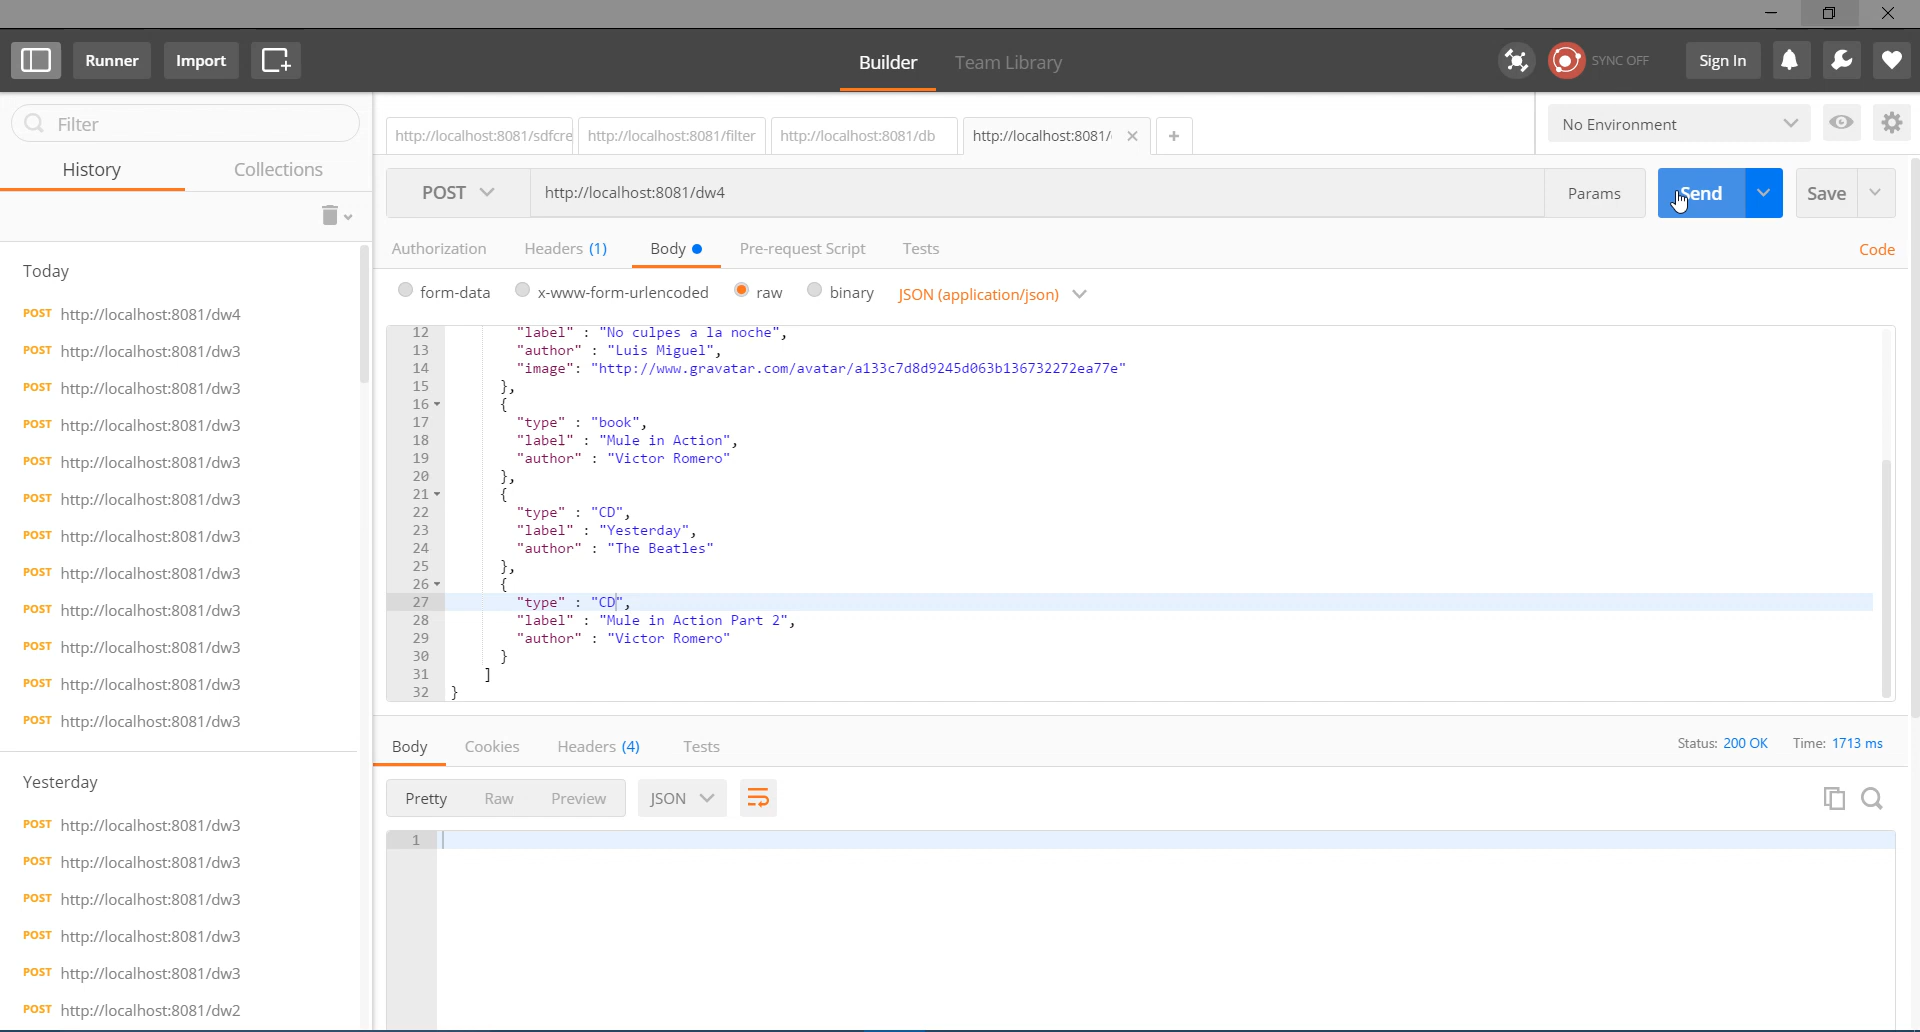 Runner Import Builder Team Library SYNC OFF Sign In
Filter
History Collections
http://localhost:8081/sdfcre http://localhost:8081/filter http://localhost:8081/db http://localhost:8081/ + No Environment
POST http://localhost:8081/dw4 Params Send Save
Authorization Headers (1) Body Pre-request Script Tests Code
form-data x-www-form-urlencoded raw binary JSON (application/json)
12 "label" : "No culpes a la noche",
13 "author" : "Luis Miguel",
14 "image": "http://www.gravatar.com/avatar/a133c7d8d9245d063b136732272ea77e"
15 },
16 {
17 "type" : "book",
18 "label" : "Mule in Action",
19 "author" : "Victor Romero"
20 },
21 {
22 "type" : "CD",
23 "label" : "Yesterday",
24 "author" : "The Beatles"
25 },
26 {
27 "type" : "CD",
28 "label" : "Mule in Action Part 2",
29 "author" : "Victor Romero"
30 }
31 ]
32 }
Today
POST http://localhost:8081/dw4
POST http://localhost:8081/dw3
POST http://localhost:8081/dw3
POST http://localhost:8081/dw3
POST http://localhost:8081/dw3
POST http://localhost:8081/dw3
POST http://localhost:8081/dw3
POST http://localhost:8081/dw3
POST http://localhost:8081/dw3
POST http://localhost:8081/dw3
POST http://localhost:8081/dw3
POST http://localhost:8081/dw3
Yesterday
POST http://localhost:8081/dw3
POST http://localhost:8081/dw3
POST http://localhost:8081/dw3
POST http://localhost:8081/dw3
POST http://localhost:8081/dw3
POST http://localhost:8081/dw2
Body Cookies Headers (4) Tests Status: 200 OK Time: 1713 ms
Pretty Raw Preview JSON
1